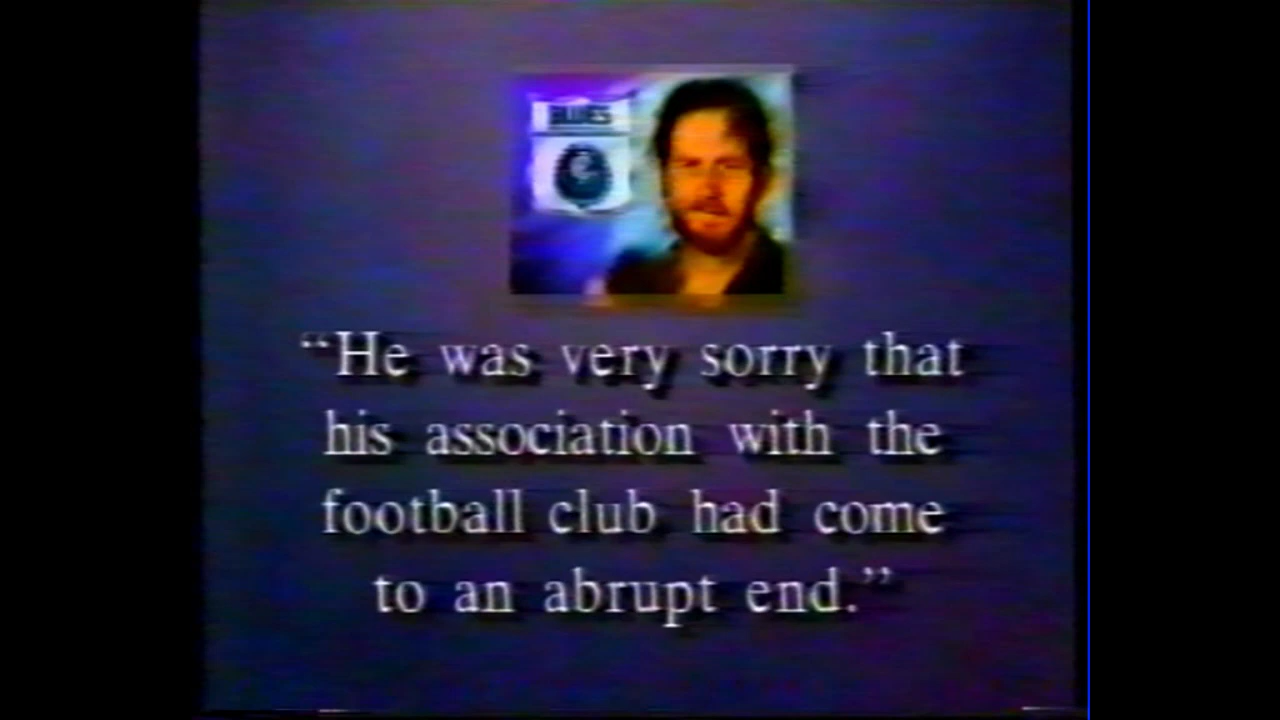 BLUES
“He was very sorry that
his association with the
football club had come
to an abrupt end.”